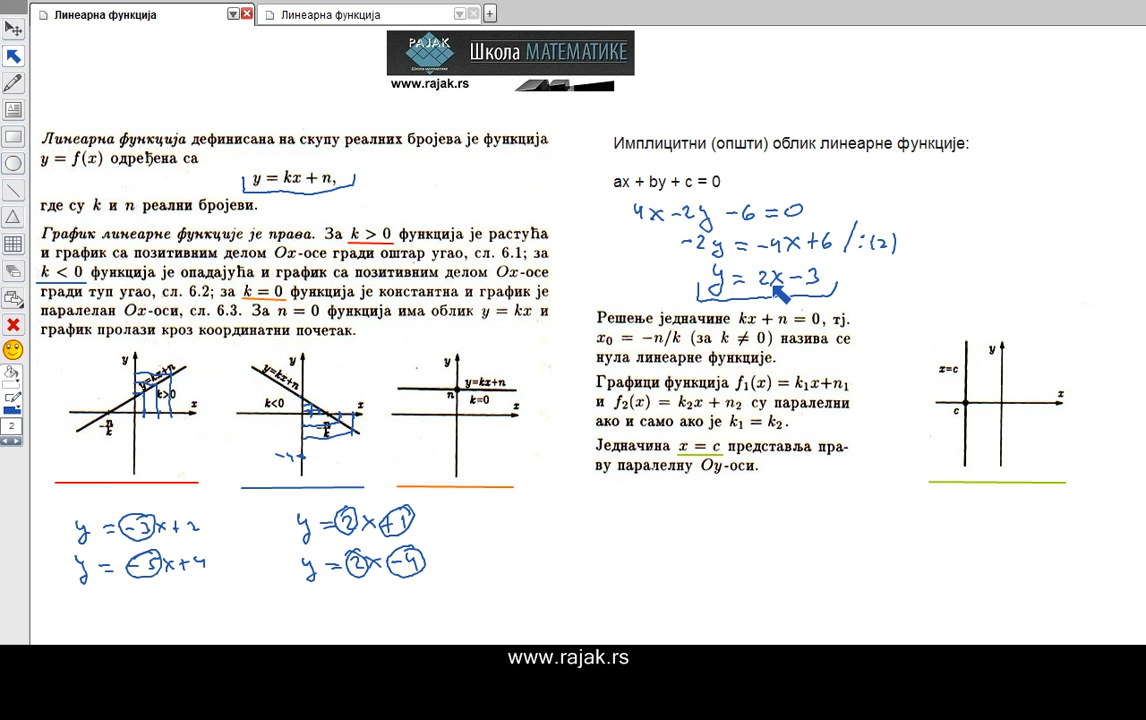 Линеарна функција
Линеарна функција
РАЈАК
Школа МАТЕМАТИКЕ
www.rajak.rs
Линеарна функција дефинисана на скупу реалних бројева је функција
y = f(x) одређена са
y = kx + n,
где су k и n реални бројеви.
График линеарне функције је права. За k > 0 функција је растућа
и график са позитивним делом Ox-осе гради оштар угао, сл. 6.1; за
k < 0 функција је опадајућа и график са позитивним делом Ox-осе
гради туп угао, сл. 6.2; за k = 0 функција је константна и график је
паралелан Ox-оси, сл. 6.3. За n = 0 функција има облик y = kx и
график пролази кроз координатни почетак.
y
y=kx+n
k>0
x
-n/k
y
y=kx+n
k<0
x
-n/k
-4
y
y=kx+n
n
k=0
x
y = -3x+2
y = -5x+4
y = 2x+1
y = 2x-4
Имплицитни (општи) облик линеарне функције:
ax + by + c = 0
4x-2y-6=0
-2y = -4x+6 /:(2)
y = 2x-3
Решење једначине kx + n = 0, тј.
x₀ = −n/k (за k ≠ 0) назива се
нула линеарне функције.
Графици функција f₁(x) = k₁x+n₁
и f₂(x) = k₂x + n₂ су паралелни
ако и само ако је k₁ = k₂.
Једначина x = c представља пра-
ву паралелну Oy-оси.
y
x=c
x
c
2
www.rajak.rs